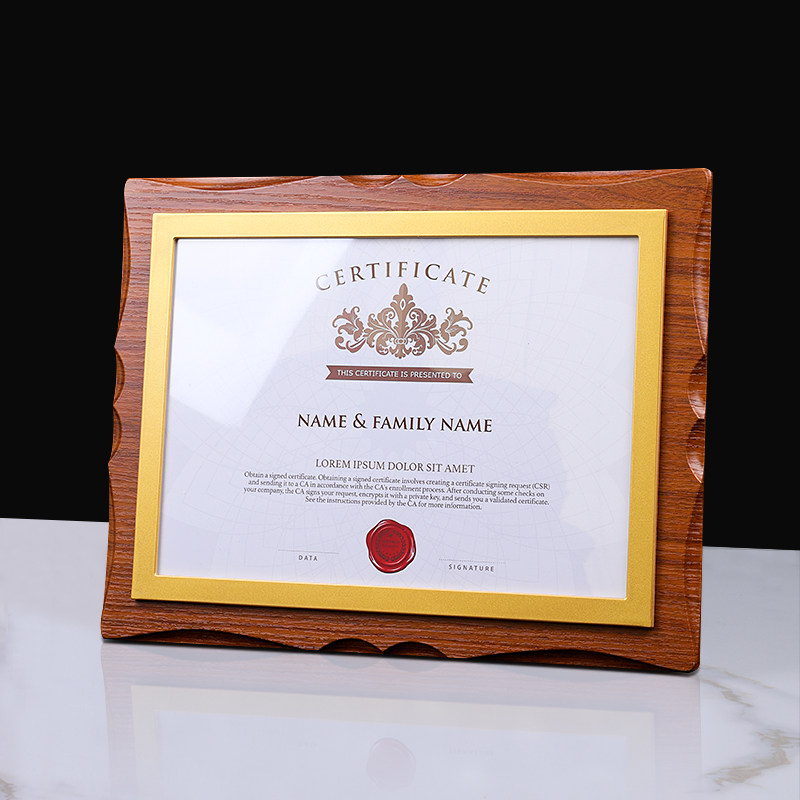 CERTIFICATE
THIS CERTIFICATE IS PRESENTED TO
NAME & FAMILY NAME
LOREM IPSUM DOLOR SIT AMET
Obtain a signed certificate. Obtaining a signed certificate involves creating a certificate signing request (CSR)
and sending it to a CA in accordance with the CA's enrollment process. After conducting some checks on
your company, the CA signs your request, encrypts it with a private key, and sends you a validated certificate.
See the instructions provided by the CA for more information.
DATA
SIGNATURE